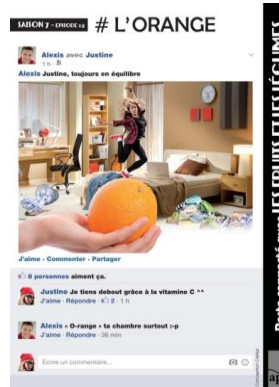 SAISON 7 - EPISODE 12 # L'ORANGE
Alexis avec Justine
1 h ·
Alexis Justine, toujours en équilibre
J'aime · Commenter · Partager
8 personnes aiment ça.
Justine Je tiens debout grâce à la vitamine C ^^
J'aime · Répondre · 2 · 1 h
Alexis « O-range » ta chambre surtout :-p
J'aime · Répondre · 36 min
Écrire un commentaire...
LES FRUITS ET LES LÉGUMES